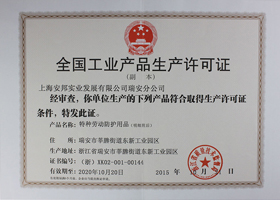 全国工业产品生产许可证
（副 本）
上海安邦实业发展有限公司瑞安分公司
经审查，你单位生产的下列产品符合取得生产许可证
条件，特发此证。
产品名称：特种劳动防护用品
住 所：瑞安市莘塍街道东新工业园区
生产地址：浙江省瑞安市莘塍街道东新工业园区
证书编号：（浙）XK02-001-00144
有效期至：2020年10月20日
2015 年 月 日